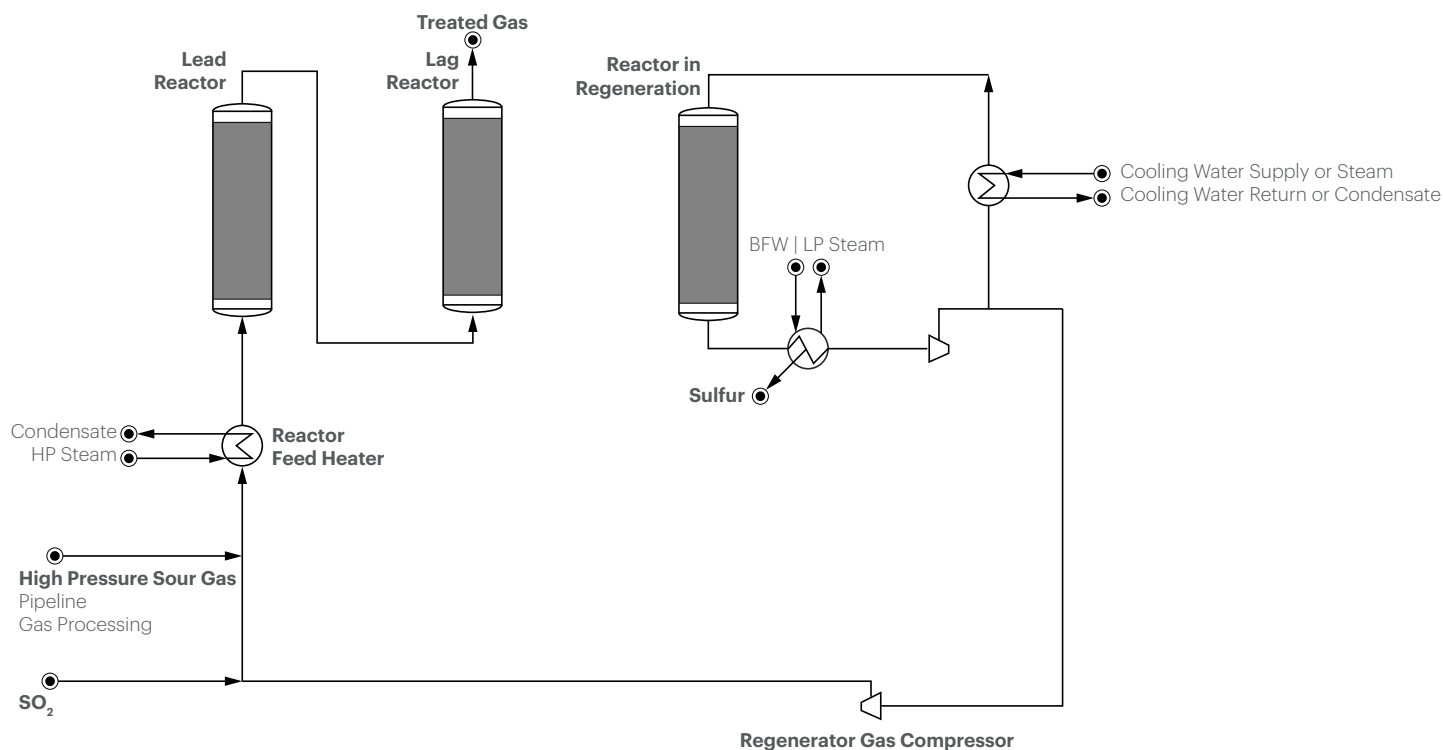 Treated Gas
Lead
Reactor
Lag
Reactor
Reactor in
Regeneration
Cooling Water Supply or Steam
Cooling Water Return or Condensate
BFW | LP Steam
Sulfur
Condensate
HP Steam
Reactor
Feed Heater
High Pressure Sour Gas
Pipeline
Gas Processing
SO₂
Regenerator Gas Compressor